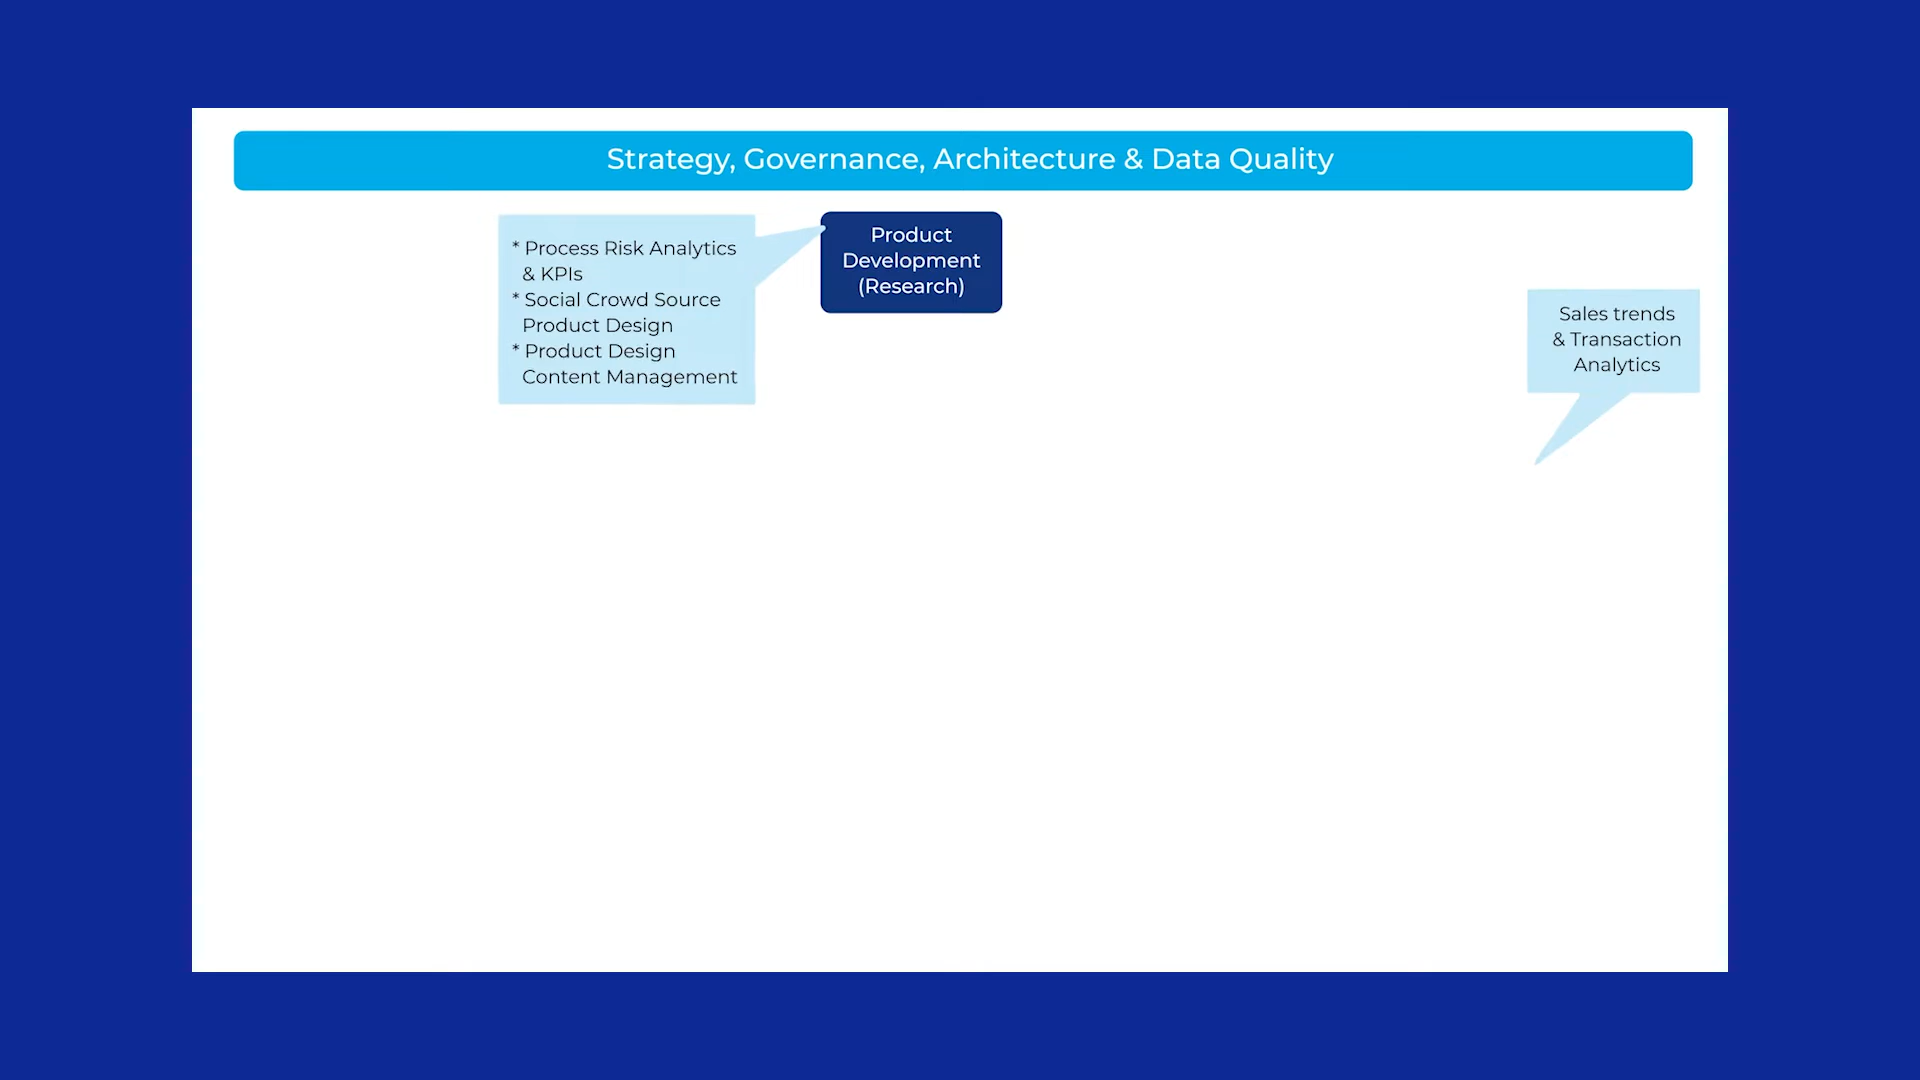 Strategy, Governance, Architecture & Data Quality
* Process Risk Analytics
& KPIs
* Social Crowd Source
Product Design
* Product Design
Content Management
Product
Development
(Research)
Sales trends
& Transaction
Analytics